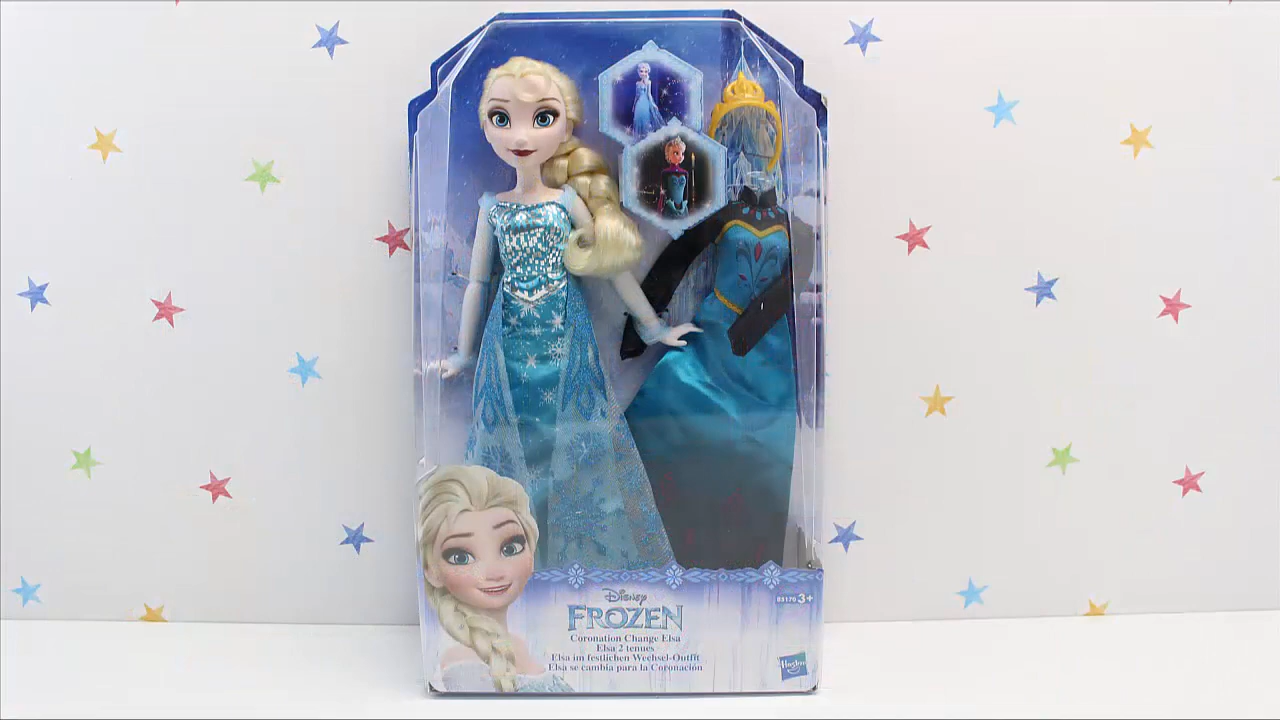 Disney
FROZEN
Coronation Change Elsa
Elsa 2 tenues
Elsa im festlichen Wechsel-Outfit
Elsa se cambia para la Coronación
B5170 3+
Hasbro